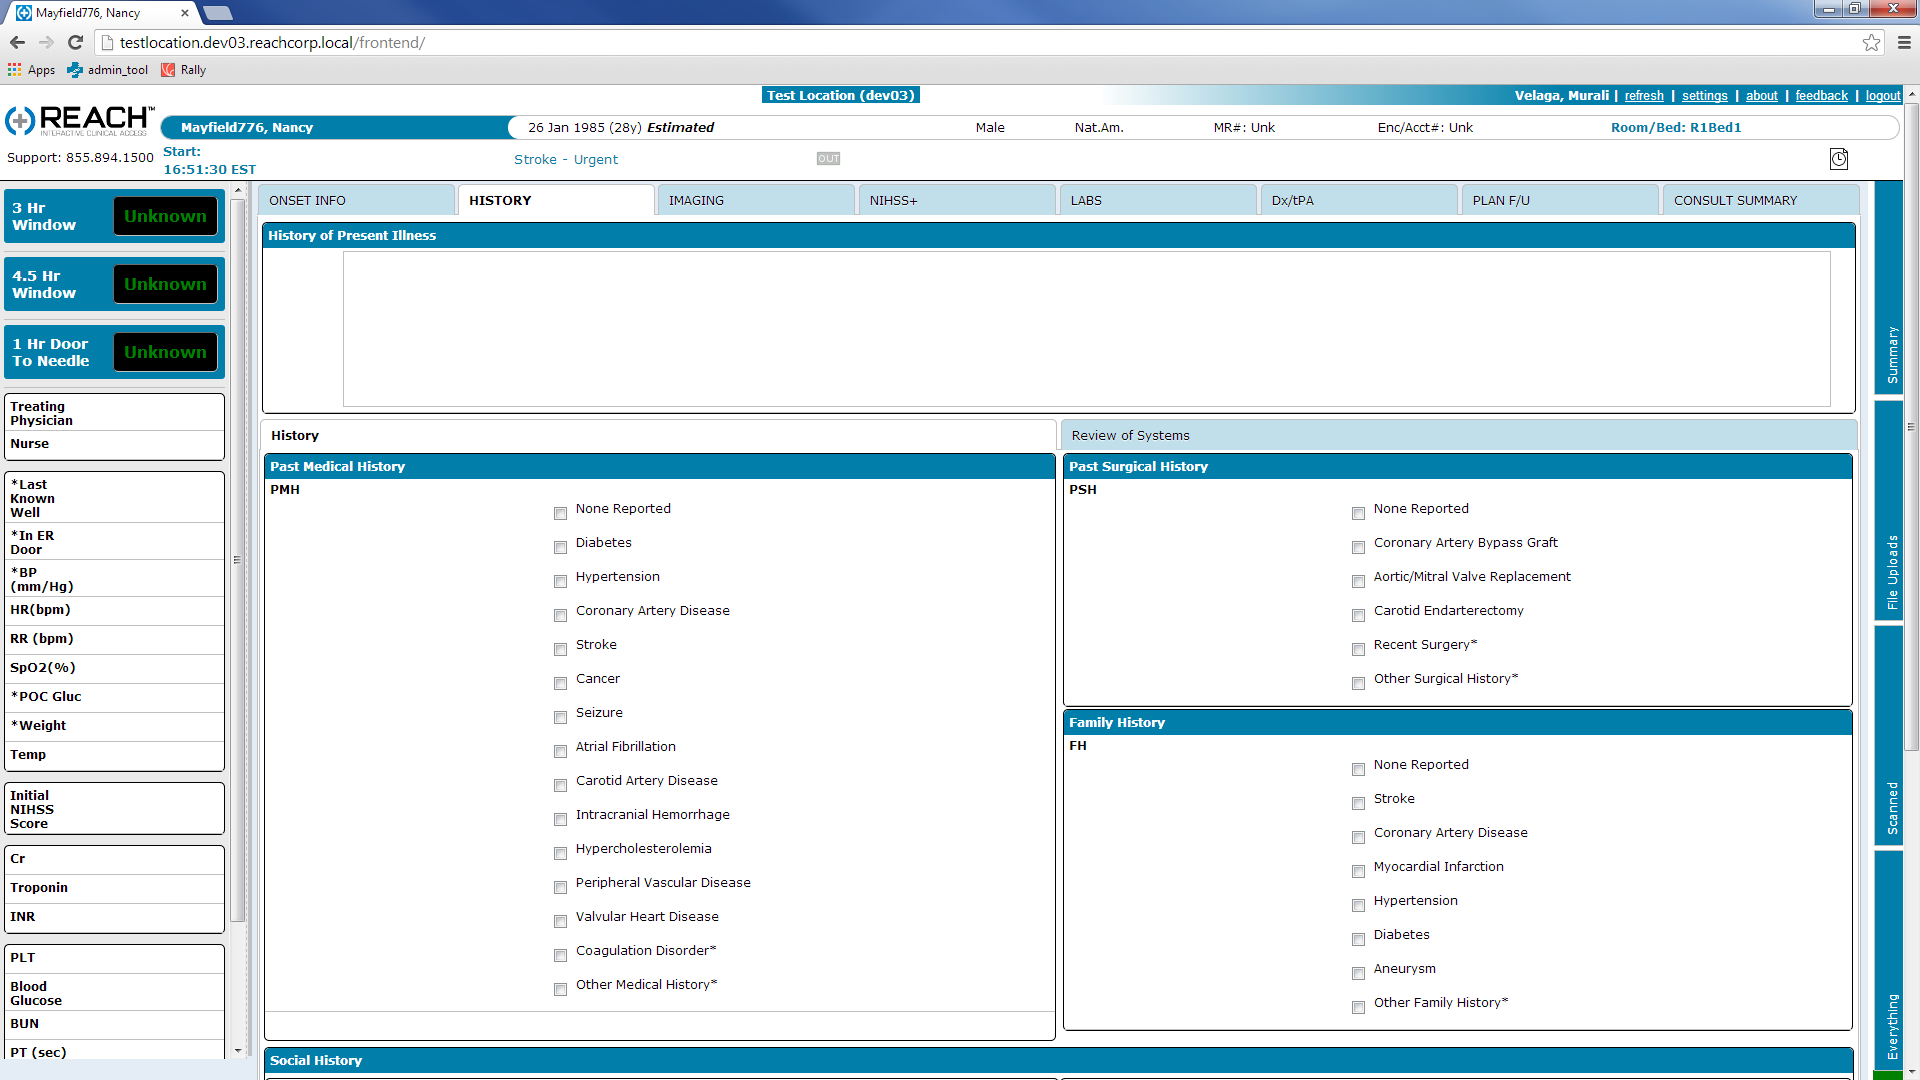 Mayfield776, Nancy
testlocation.dev03.reachcorp.local/frontend/
Apps admin_tool Rally
Test Location (dev03)
Velaga, Murali | refresh | settings | about | feedback | logout
REACH™
INTERACTIVE CLINICAL ACCESS
Mayfield776, Nancy 26 Jan 1985 (28y) Estimated Male Nat.Am. MR#: Unk Enc/Acct#: Unk Room/Bed: R1Bed1
Support: 855.894.1500
Start:
16:51:30 EST
Stroke - Urgent
OUT
3 Hr
Window
Unknown
4.5 Hr
Window
Unknown
1 Hr Door
To Needle
Unknown
Treating
Physician
Nurse
*Last
Known
Well
*In ER
Door
*BP
(mm/Hg)
HR(bpm)
RR (bpm)
SpO2(%)
*POC Gluc
*Weight
Temp
Initial
NIHSS
Score
Cr
Troponin
INR
PLT
Blood
Glucose
BUN
PT (sec)
ONSET INFO HISTORY IMAGING NIHSS+ LABS Dx/tPA PLAN F/U CONSULT SUMMARY
History of Present Illness
History
Review of Systems
Past Medical History
PMH
None Reported
Diabetes
Hypertension
Coronary Artery Disease
Stroke
Cancer
Seizure
Atrial Fibrillation
Carotid Artery Disease
Intracranial Hemorrhage
Hypercholesterolemia
Peripheral Vascular Disease
Valvular Heart Disease
Coagulation Disorder*
Other Medical History*
Past Surgical History
PSH
None Reported
Coronary Artery Bypass Graft
Aortic/Mitral Valve Replacement
Carotid Endarterectomy
Recent Surgery*
Other Surgical History*
Family History
FH
None Reported
Stroke
Coronary Artery Disease
Myocardial Infarction
Hypertension
Diabetes
Aneurysm
Other Family History*
Social History
Summary
File Uploads
Scanned
Everything